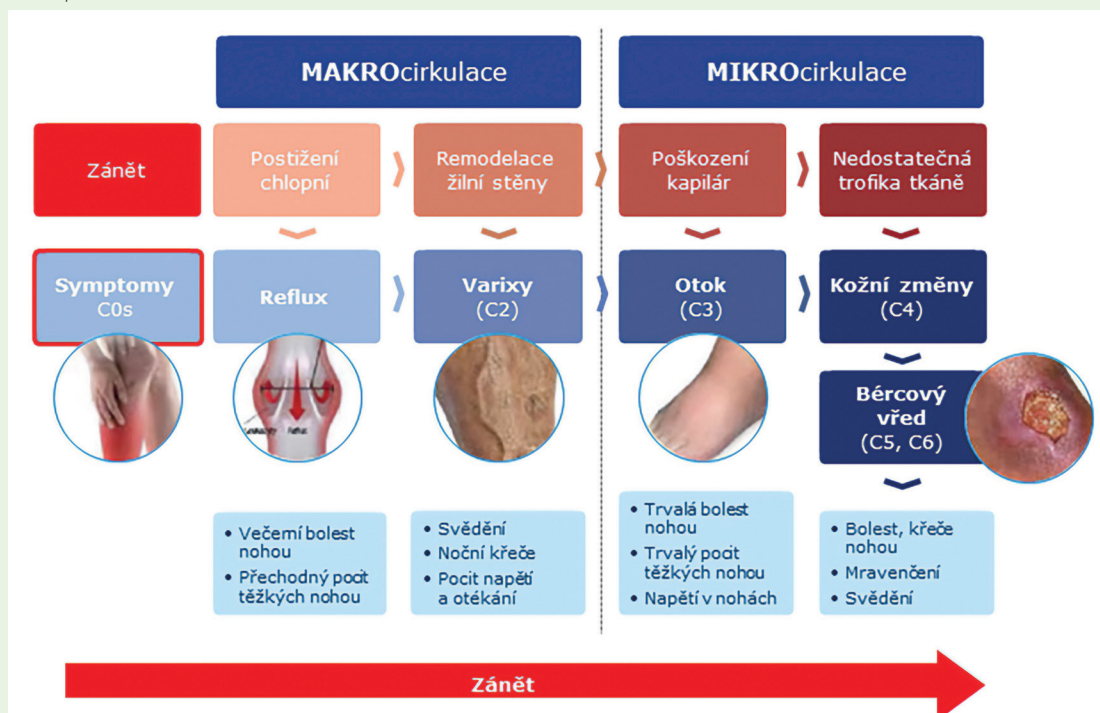 MAKROcirkulace
MIKROcirkulace
Zánět
Postižení
chlopní
Remodelace
žilní stěny
Poškození
kapilár
Nedostatečná
trofika tkáně
Symptomy
C0s
Reflux
Varixy
(C2)
Otok
(C3)
Kožní změny
(C4)
Reflux
Bércový
vřed
(C5, C6)
• Večerní bolest
nohou
• Přechodný pocit
těžkých nohou
• Svědění
• Noční křeče
• Pocit napětí
a otékání
• Trvalá bolest
nohou
• Trvalý pocit
těžkých nohou
• Napětí v nohách
• Bolest, křeče
nohou
• Mravenčení
• Svědění
Zánět